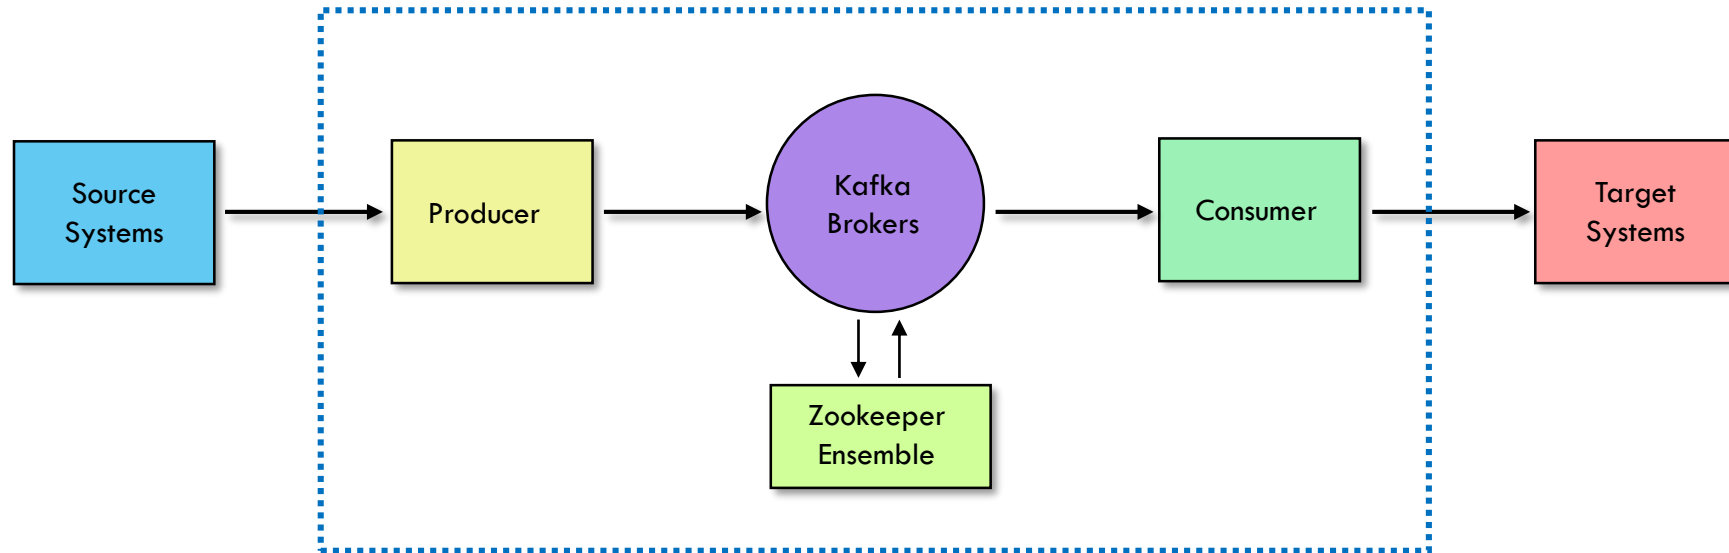 Source
Systems
Producer
Kafka
Brokers
Consumer
Target
Systems
Zookeeper
Ensemble